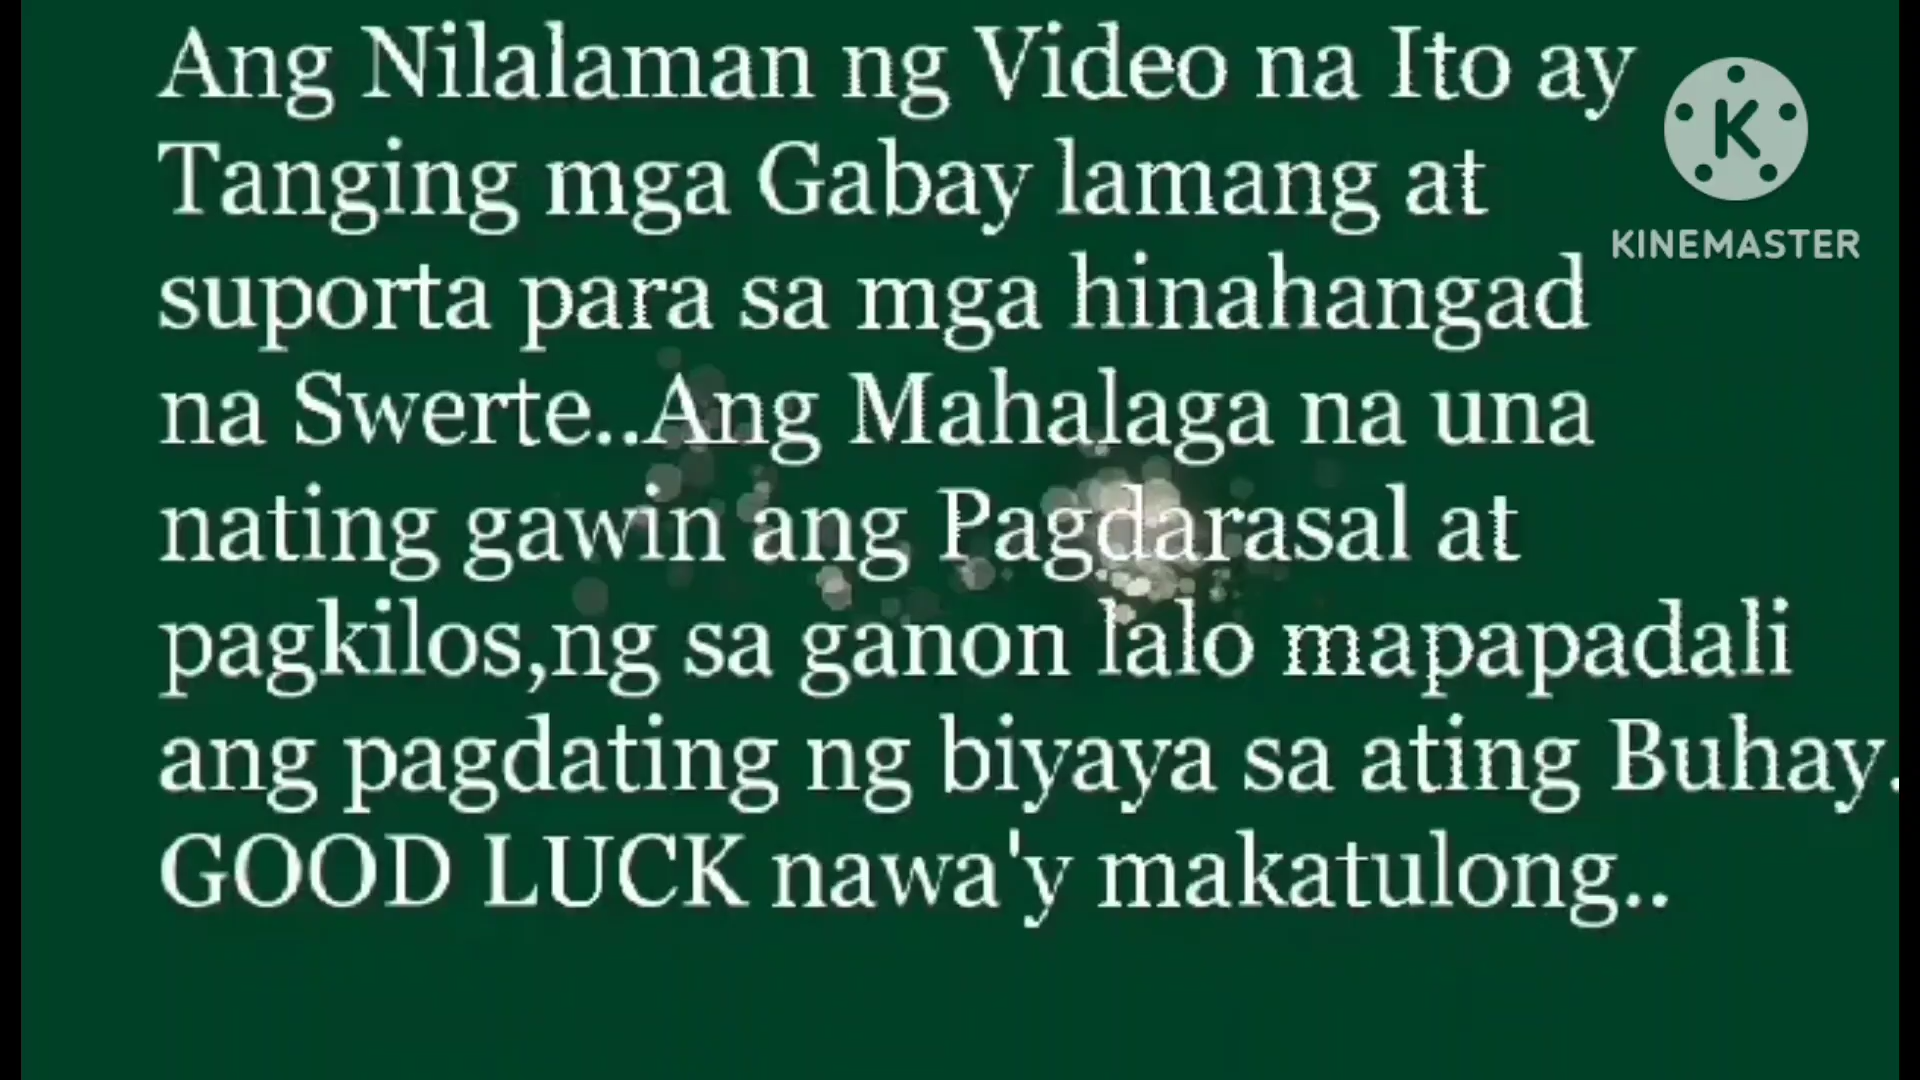 Ang Nilalaman ng Video na Ito ay
Tanging mga Gabay lamang at
suporta para sa mga hinahangad
na Swerte..Ang Mahalaga na una
nating gawin ang Pagdarasal at
pagkilos,ng sa ganon lalo mapapadali
ang pagdating ng biyaya sa ating Buhay.
GOOD LUCK nawa'y makatulong..
K
KINEMASTER